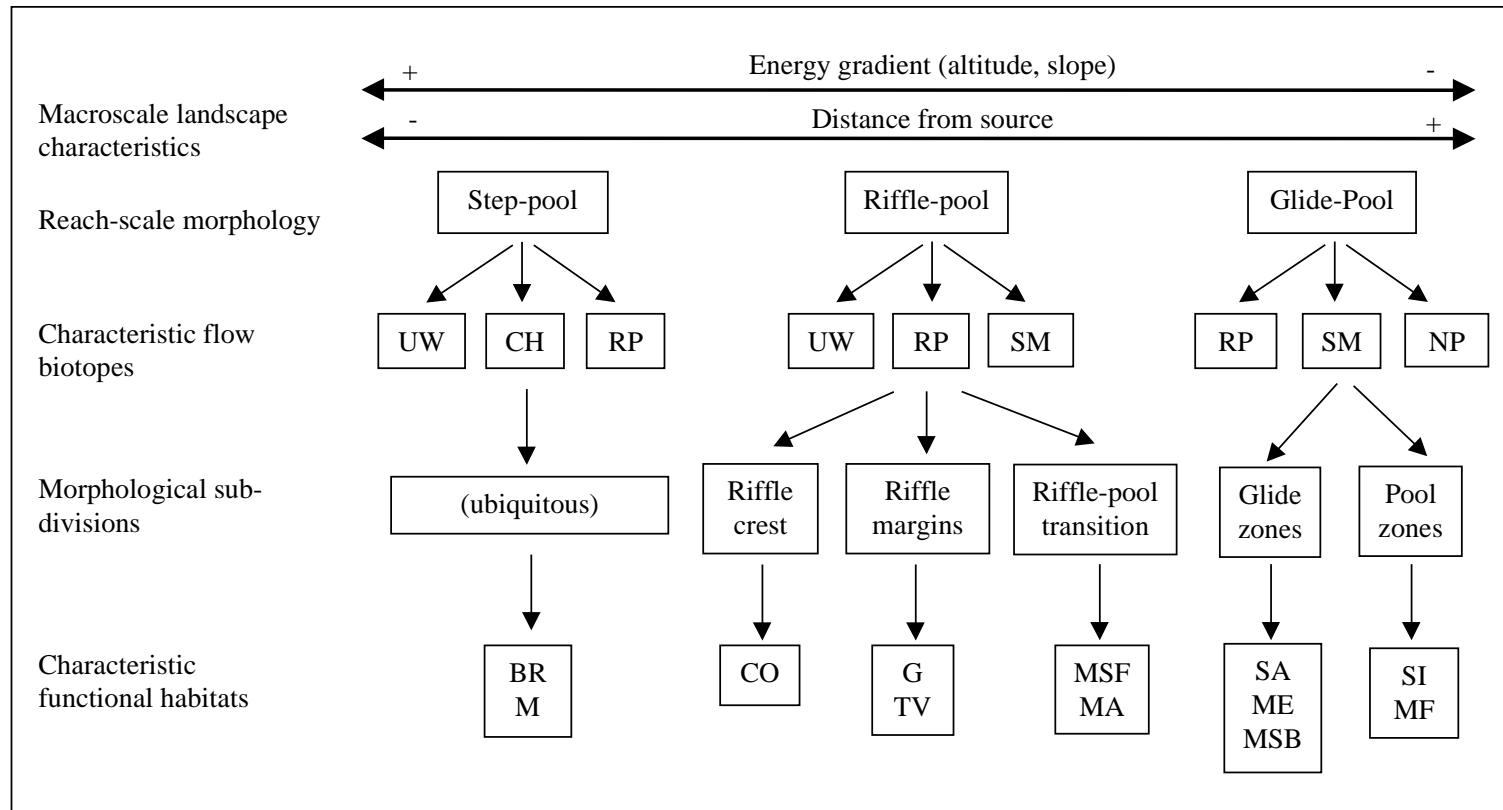 + Energy gradient (altitude, slope) -
Macroscale landscape
characteristics
- Distance from source +
Reach-scale morphology
Step-pool Riffle-pool Glide-Pool
Characteristic flow
biotopes
UW CH RP UW RP SM RP SM NP
Morphological sub-
divisions
(ubiquitous)
Riffle
crest
Riffle
margins
Riffle-pool
transition
Glide
zones
Pool
zones
Characteristic
functional habitats
BR
M
CO
G
TV
MSF
MA
SA
ME
MSB
SI
MF